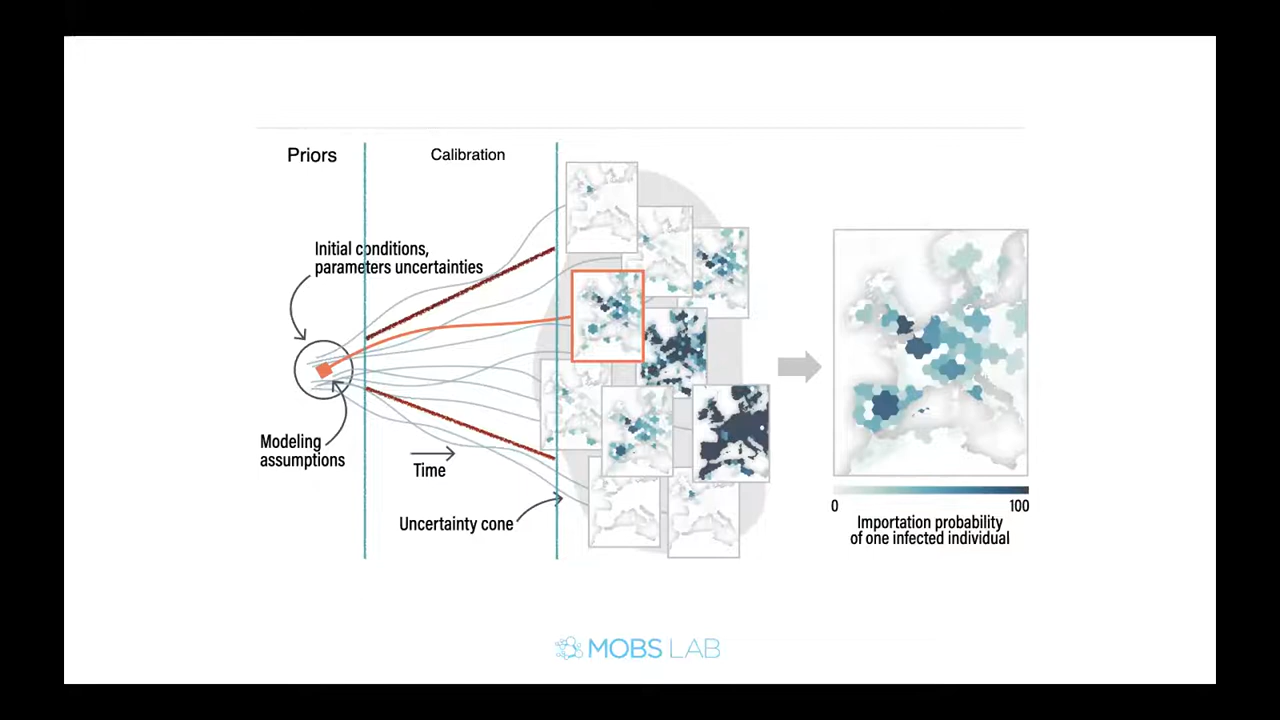 Priors
Calibration
Initial conditions,
parameters uncertainties
Modeling
assumptions
Time
Uncertainty cone
0
100
Importation probability
of one infected individual
MOBS LAB